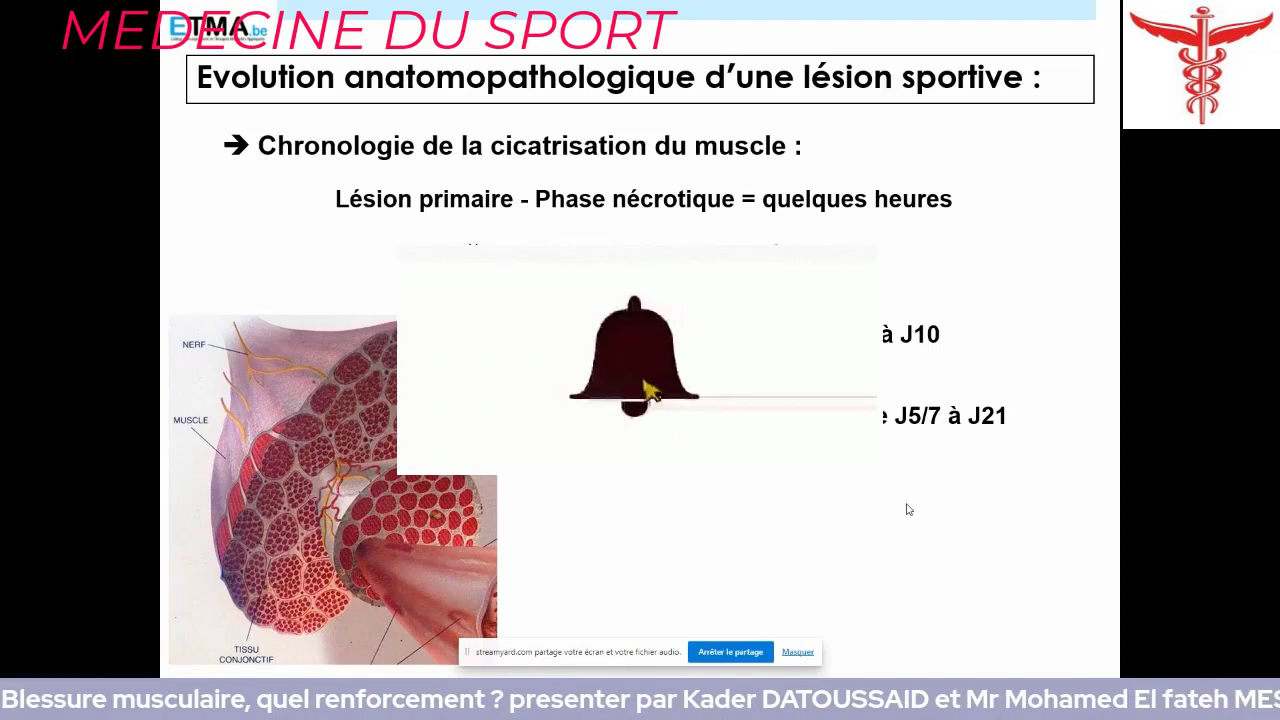 MEDECINE DU SPORT
ETMA.be
Evolution anatomopathologique d’une lésion sportive :
➔ Chronologie de la cicatrisation du muscle :
Lésion primaire - Phase nécrotique = quelques heures
à J10
J5/7 à J21
NERF
MUSCLE
TISSU
CONJONCTIF
streamyard.com partage votre écran et votre fichier audio.
Arrêter le partage
Masquer
Blessure musculaire, quel renforcement ? presenter par Kader DATOUSSAID et Mr Mohamed El fateh MES